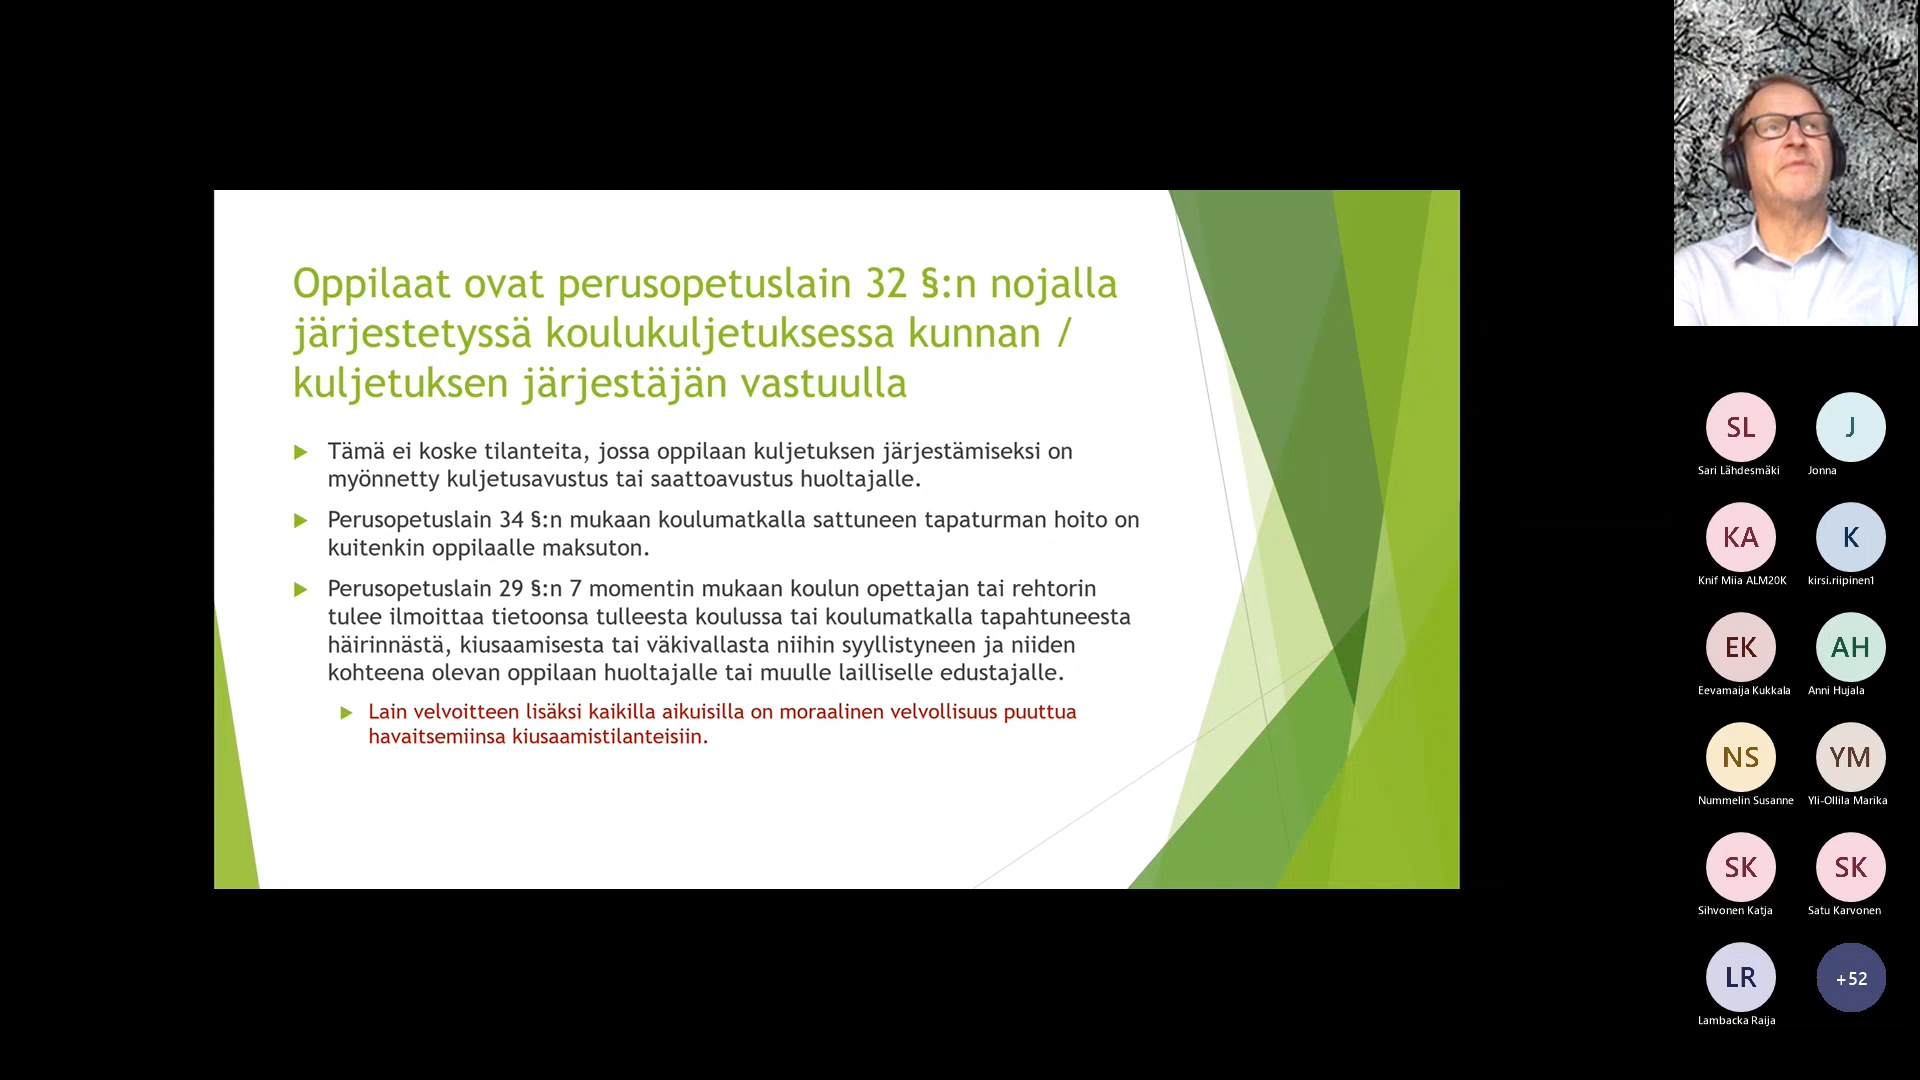 Oppilaat ovat perusopetuslain 32 §:n nojalla
järjestetyssä koulukuljetuksessa kunnan /
kuljetuksen järjestäjän vastuulla
Tämä ei koske tilanteita, jossa oppilaan kuljetuksen järjestämiseksi on
myönnetty kuljetusavustus tai saattoavustus huoltajalle.
Perusopetuslain 34 §:n mukaan koulumatkalla sattuneen tapaturman hoito on
kuitenkin oppilaalle maksuton.
Perusopetuslain 29 §:n 7 momentin mukaan koulun opettajan tai rehtorin
tulee ilmoittaa tietoonsa tulleesta koulussa tai koulumatkalla tapahtuneesta
häirinnästä, kiusaamisesta tai väkivallasta niihin syyllistyneen ja niiden
kohteena olevan oppilaan huoltajalle tai muulle lailliselle edustajalle.
Lain velvoitteen lisäksi kaikilla aikuisilla on moraalinen velvollisuus puuttua
havaitsemiinsa kiusaamistilanteisiin.
SL J
Sari Lähdesmäki Jonna
KA K
Knif Miia ALM20K kirsi.riipinen1
EK AH
Eevamaija Kukkala Anni Hujala
NS YM
Nummelin Susanne Yli-Ollila Marika
SK SK
Sihvonen Katja Satu Karvonen
LR +52
Lambacka Raija